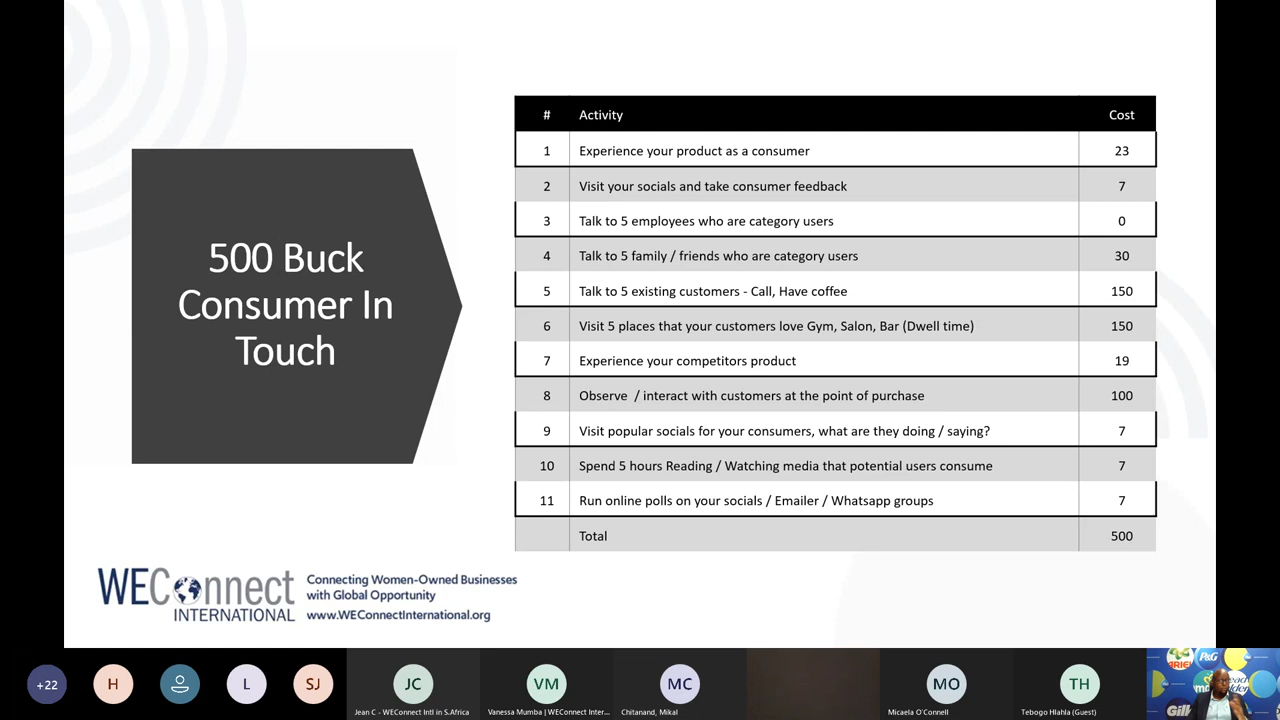 500 Buck
Consumer In
Touch
# Activity Cost
1 Experience your product as a consumer 23
2 Visit your socials and take consumer feedback 7
3 Talk to 5 employees who are category users 0
4 Talk to 5 family / friends who are category users 30
5 Talk to 5 existing customers - Call, Have coffee 150
6 Visit 5 places that your customers love Gym, Salon, Bar (Dwell time) 150
7 Experience your competitors product 19
8 Observe / interact with customers at the point of purchase 100
9 Visit popular socials for your consumers, what are they doing / saying? 7
10 Spend 5 hours Reading / Watching media that potential users consume 7
11 Run online polls on your socials / Emailer / Whatsapp groups 7
Total 500
WEConnect
INTERNATIONAL
Connecting Women-Owned Businesses
with Global Opportunity
www.WEConnectInternational.org
+22 H L SJ JC VM MC MO TH
Jean C - WEConnect Intl in S.Africa
Vanessa Mumba | WEConnect Inter...
Chitanand, Mikal
Micaela O'Connell
Tebogo Hlahla (Guest)
ARIEL
P&G